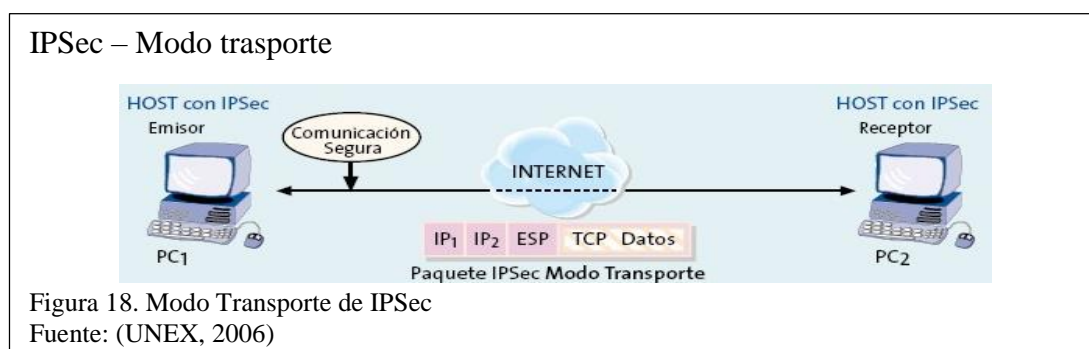 IPSec – Modo trasporte
HOST con IPSec
Emisor
Comunicación
Segura
INTERNET
HOST con IPSec
Receptor
PC1
IP1 IP2 ESP TCP Datos
PC2
Paquete IPSec Modo Transporte
Figura 18. Modo Transporte de IPSec
Fuente: (UNEX, 2006)